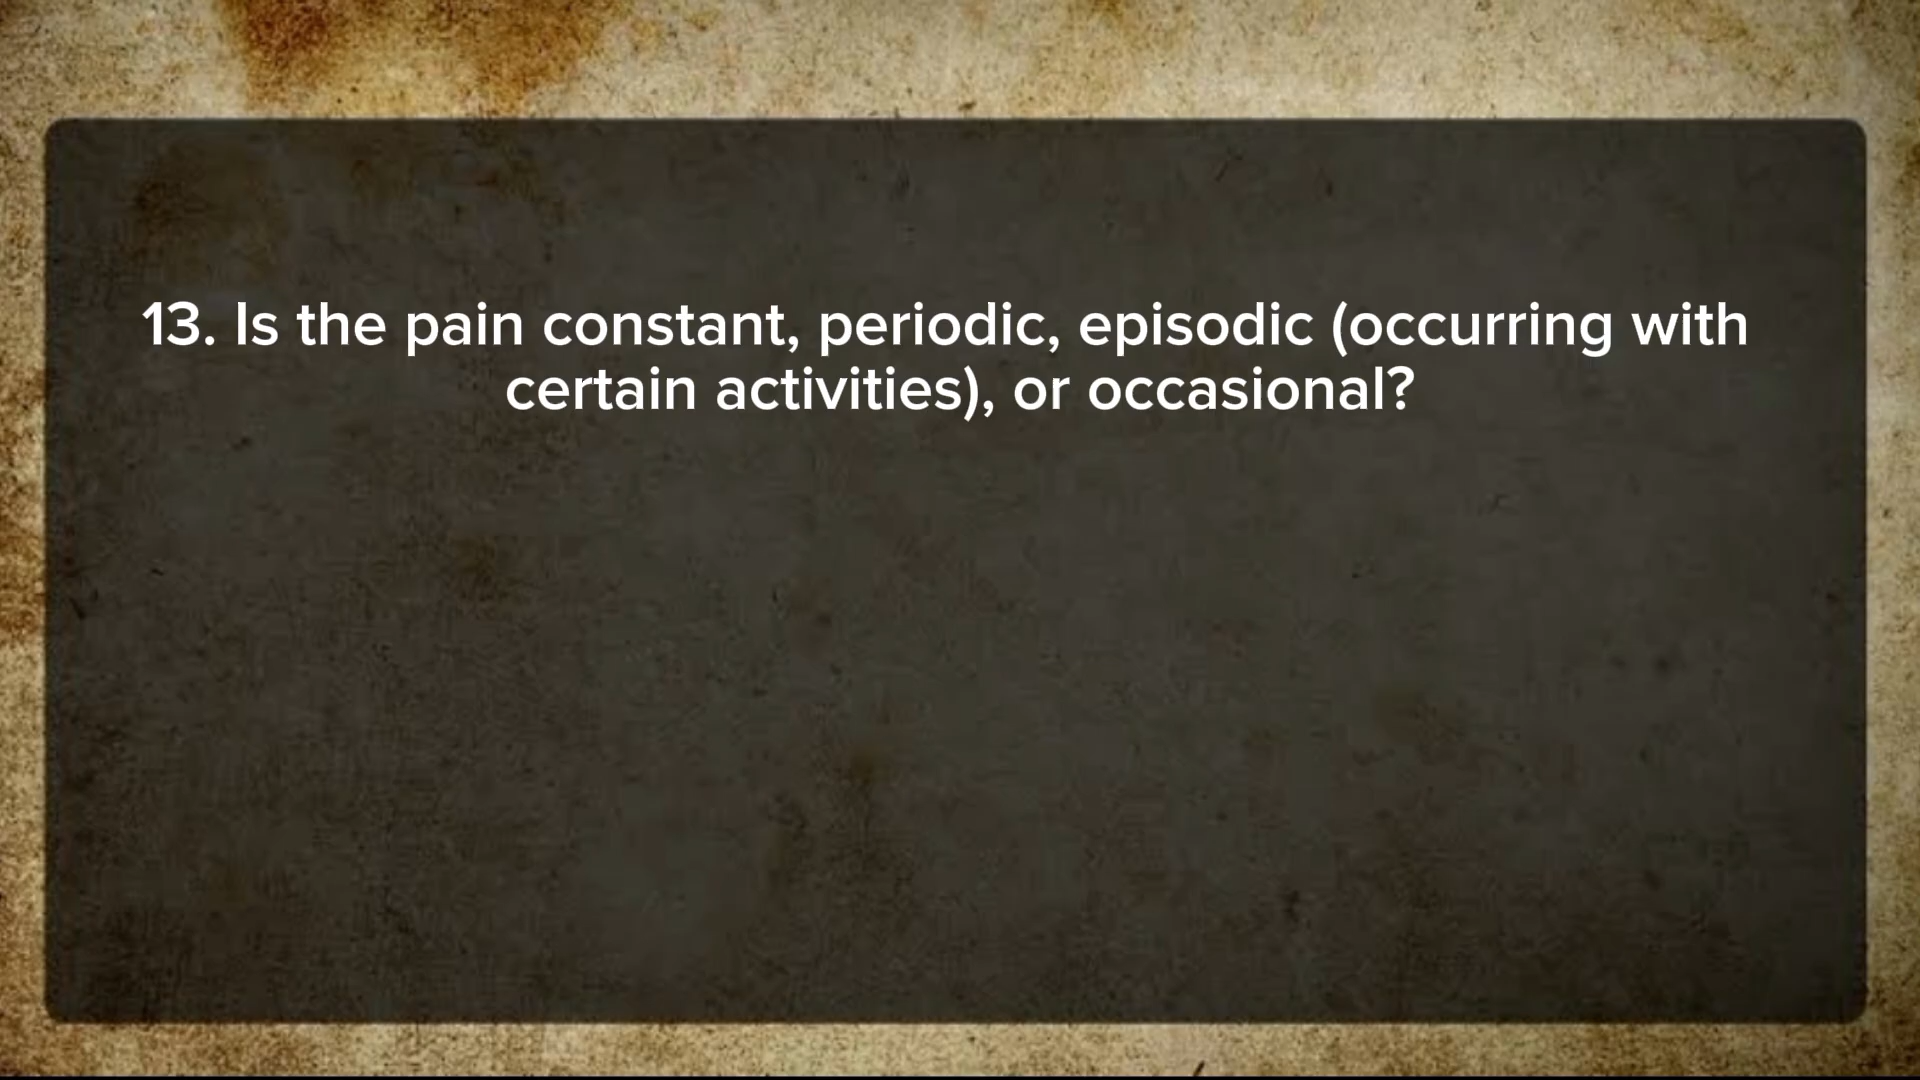 13. Is the pain constant, periodic, episodic (occurring with
certain activities), or occasional?